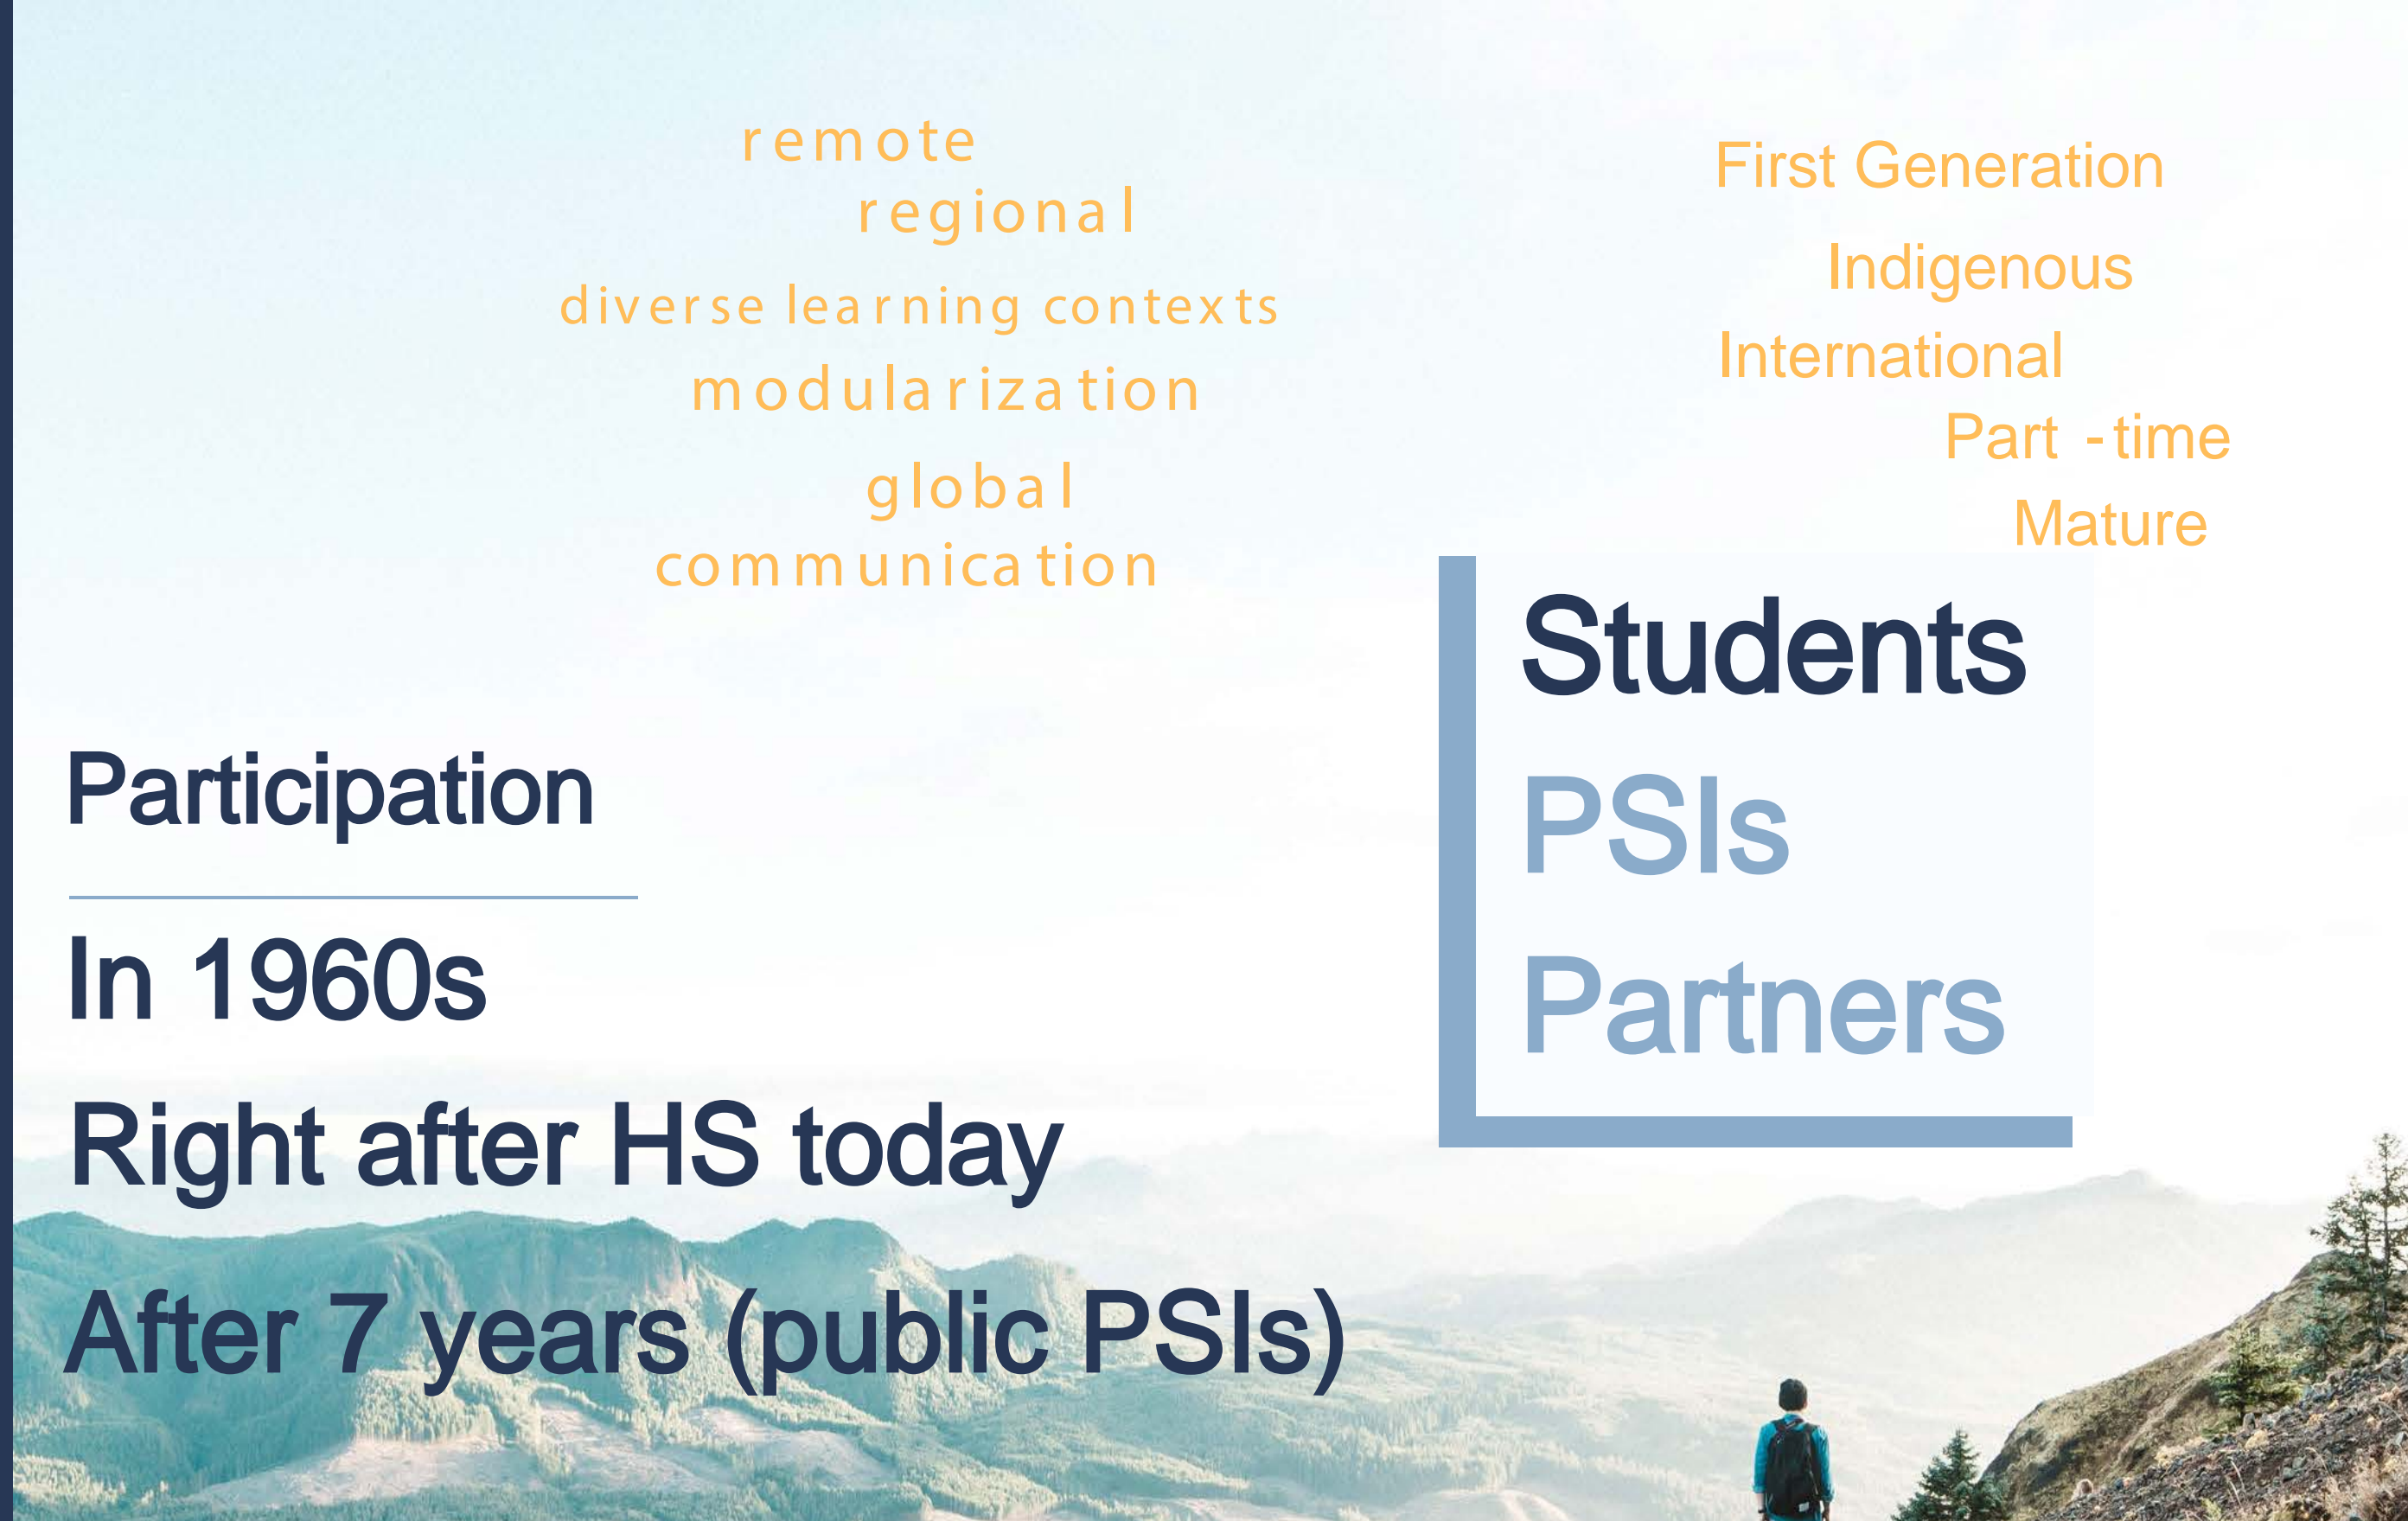 remote
regional
diverse learning contexts
modularization
global
communication
First Generation
Indigenous
International
Part -time
Mature
Students
PSIs
Partners
Participation
In 1960s
Right after HS today
After 7 years (public PSIs)